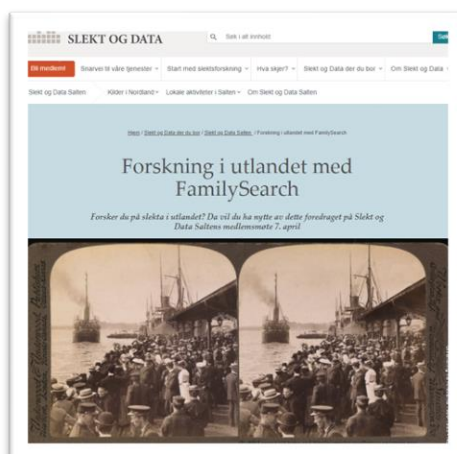 SLEKT OG DATA
Søk i alt innhold
Bli medlem!
Snarvei til våre tjenester
Start med slektsforskning
Hva skjer?
Slekt og Data der du bor
Om Slekt og Data
Slekt og Data Salten
Kilder i Nordland
Lokale aktiviteter i Salten
Om Slekt og Data Salten
Hjem / Slekt og Data der du bor / Slekt og Data Salten / Forskning i utlandet med FamilySearch
Forskning i utlandet med
FamilySearch
Forsker du på slekta i utlandet? Da vil du ha nytte av dette foredraget på Slekt og
Data Saltens medlemsmøte 7. april